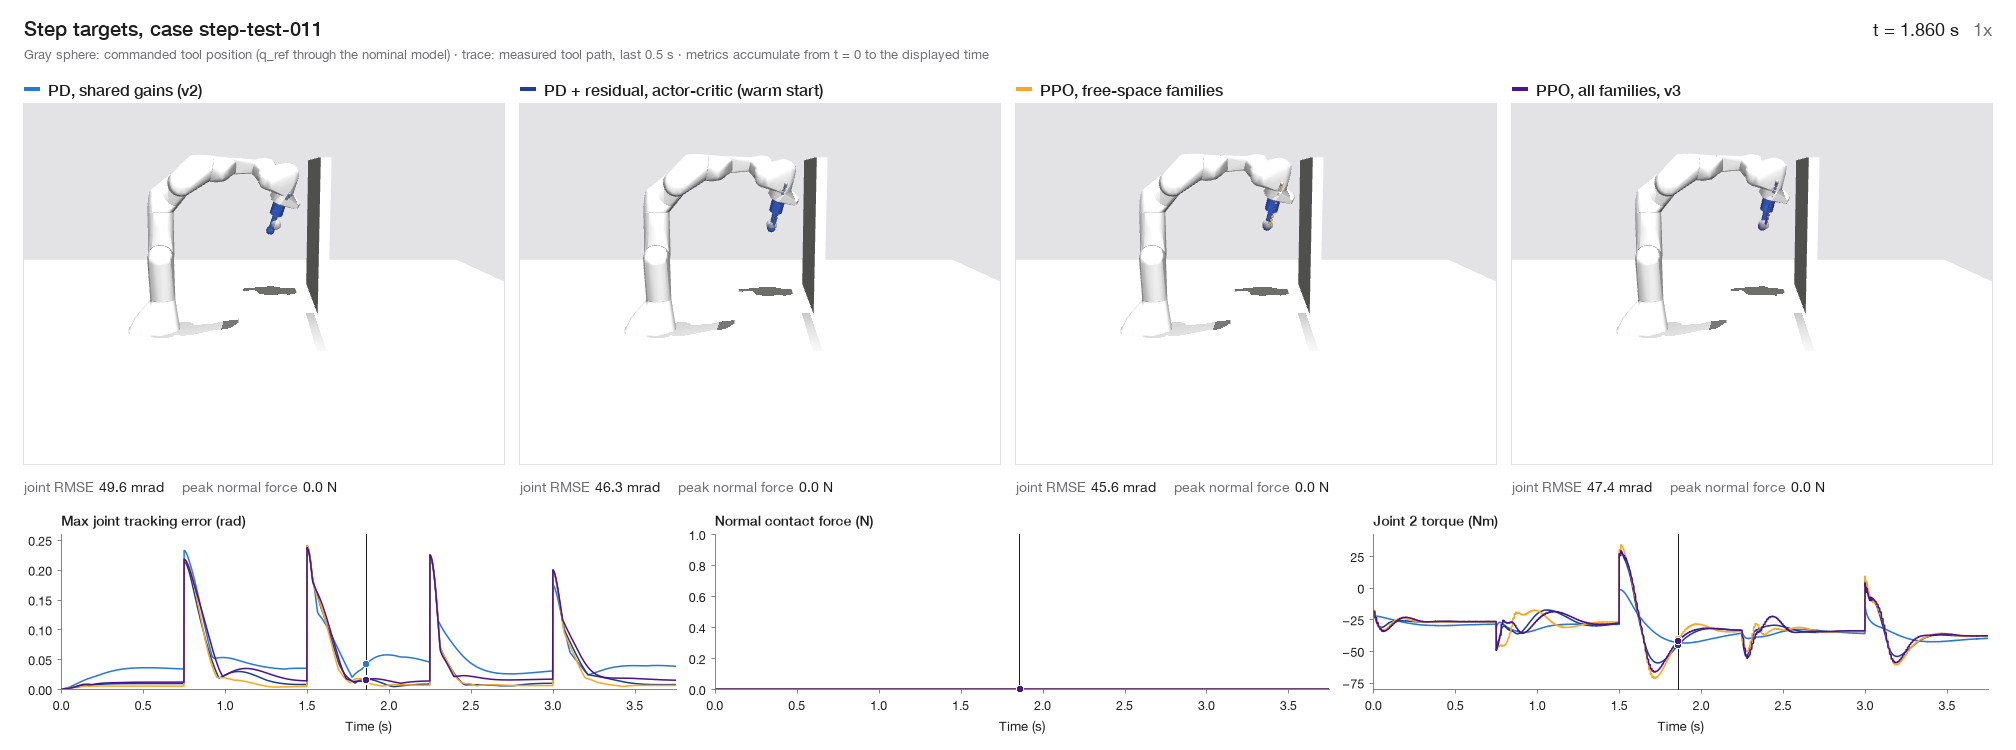 Step targets, case step-test-011
t = 1.860 s 1x
Gray sphere: commanded tool position (q_ref through the nominal model) · trace: measured tool path, last 0.5 s · metrics accumulate from t = 0 to the displayed time
PD, shared gains (v2)
PD + residual, actor-critic (warm start)
PPO, free-space families
PPO, all families, v3
joint RMSE 49.6 mrad peak normal force 0.0 N
joint RMSE 46.3 mrad peak normal force 0.0 N
joint RMSE 45.6 mrad peak normal force 0.0 N
joint RMSE 47.4 mrad peak normal force 0.0 N
Max joint tracking error (rad)
0.25
0.20
0.15
0.10
0.05
0.00
0.0 0.5 1.0 1.5 2.0 2.5 3.0 3.5
Time (s)
Normal contact force (N)
1.0
0.8
0.6
0.4
0.2
0.0
0.0 0.5 1.0 1.5 2.0 2.5 3.0 3.5
Time (s)
Joint 2 torque (Nm)
25
0
−25
−50
−75
0.0 0.5 1.0 1.5 2.0 2.5 3.0 3.5
Time (s)